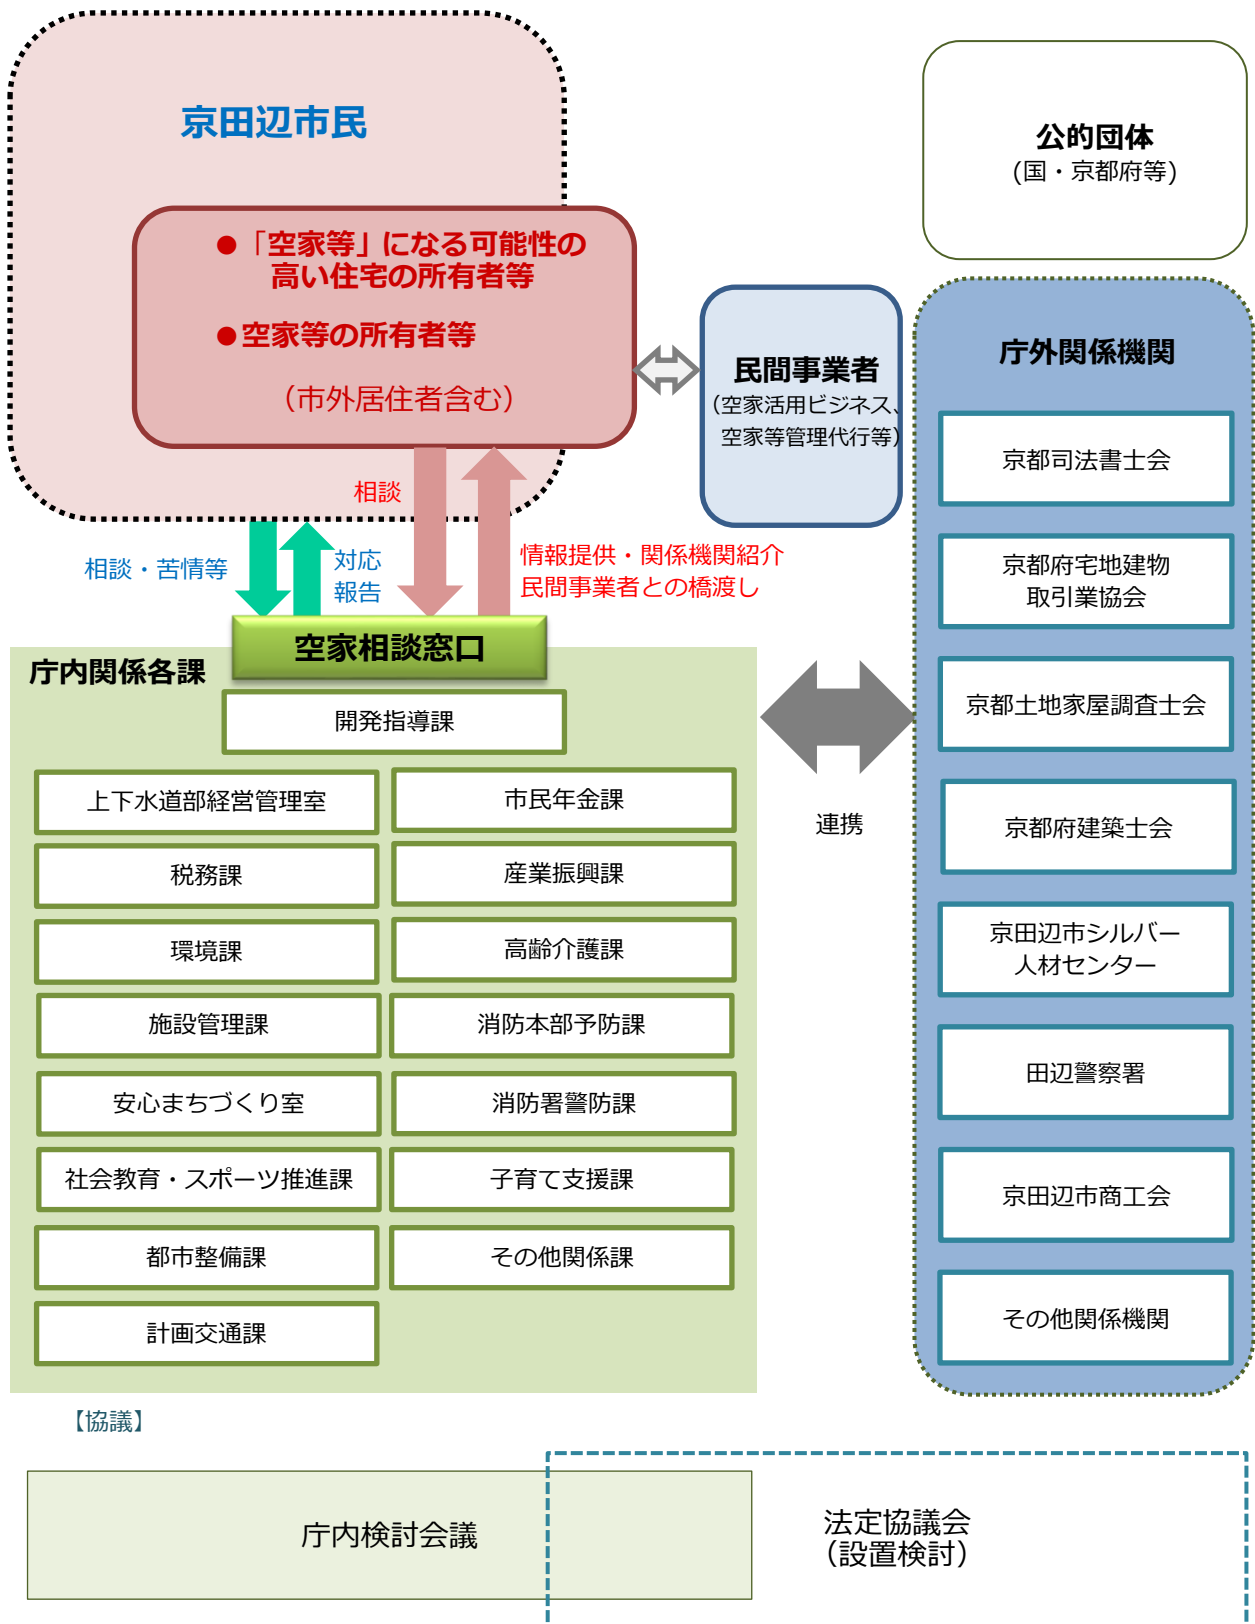 京田辺市民
●「空家等」になる可能性の
高い住宅の所有者等
●空家等の所有者等
（市外居住者含む）
公的団体
(国・京都府等)
民間事業者
（空家活用ビジネス、
空家等管理代行等）
相談
相談・苦情等
対応
報告
情報提供・関係機関紹介
民間事業者との橋渡し
空家相談窓口
庁内関係各課
開発指導課
上下水道部経営管理室
市民年金課
税務課
産業振興課
環境課
高齢介護課
施設管理課
消防本部予防課
安心まちづくり室
消防署警防課
社会教育・スポーツ推進課
子育て支援課
都市整備課
その他関係課
計画交通課
連携
庁外関係機関
京都司法書士会
京都府宅地建物
取引業協会
京都土地家屋調査士会
京都府建築士会
京田辺市シルバー
人材センター
田辺警察署
京田辺市商工会
その他関係機関
【協議】
庁内検討会議
法定協議会
（設置検討）